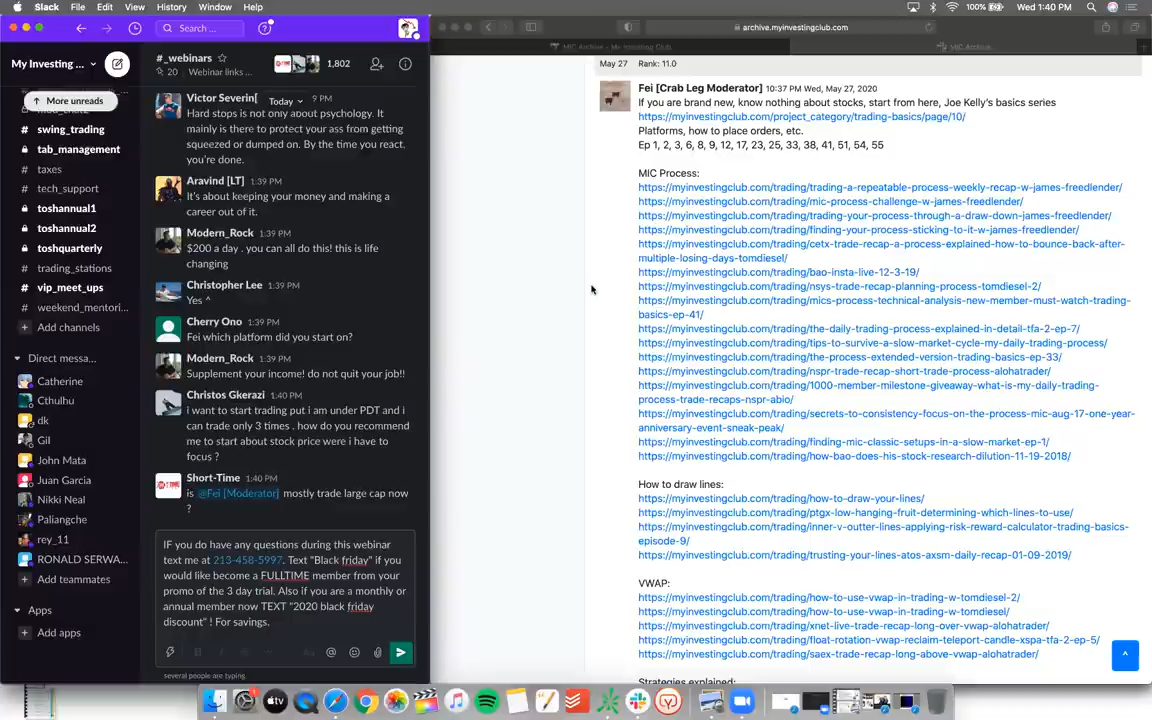 Slack File Edit View History Window Help
100% Wed 1:40 PM
Search ...
archive.myinvestingclub.com
MIC Archive - My Investing Club
MIC Archive
My Investing ...
More unreads
swing_trading
tab_management
# taxes
# tech_support
toshannual1
toshannual2
toshquarterly
# trading_stations
vip_meet_ups
# weekend_mentori...
+ Add channels
Direct messa...
Catherine
Cthulhu
dk
Gil
John Mata
Juan Garcia
Nikki Neal
Paliangche
rey_11
RONALD SERWA...
+ Add teammates
Apps
+ Add apps
#_webinars
20 Webinar links ...
1,802
Today
Victor Severin[ 9 PM
Hard stops is not only aboout psychology. It
mainly is there to protect your ass from getting
squeezed or dumped on. By the time you react,
you're done.
Aravind [LT] 1:39 PM
It's about keeping your money and making a
career out of it.
Modern_Rock 1:39 PM
$200 a day . you can all do this! this is life
changing
Christopher Lee 1:39 PM
Yes ^
Cherry Ono 1:39 PM
Fei which platform did you start on?
Modern_Rock 1:39 PM
Supplement your income! do not quit your job!!
Christos Gkerazi 1:40 PM
i want to start trading put i am under PDT and i
can trade only 3 times . how do you recommend
me to start about stock price were i have to
focus ?
Short-Time 1:40 PM
is @Fei [Moderator] mostly trade large cap now
?
IF you do have any questions during this webinar
text me at 213-458-5997. Text "Black friday" if you
would like become a FULLTIME member from your
promo of the 3 day trial. Also if you are a monthly or
annual member now TEXT "2020 black friday
discount" ! For savings.
several people are typing
May 27 Rank: 11.0
Fei [Crab Leg Moderator] 10:37 PM Wed, May 27, 2020
If you are brand new, know nothing about stocks, start from here, Joe Kelly's basics series
https://myinvestingclub.com/project_category/trading-basics/page/10/
Platforms, how to place orders, etc.
Ep 1, 2, 3, 6, 8, 9, 12, 17, 23, 25, 33, 38, 41, 51, 54, 55
MIC Process:
https://myinvestingclub.com/trading/trading-a-repeatable-process-weekly-recap-w-james-freedlender/
https://myinvestingclub.com/trading/mic-process-challenge-w-james-freedlender/
https://myinvestingclub.com/trading/trading-your-process-through-a-draw-down-james-freedlender/
https://myinvestingclub.com/trading/finding-your-process-sticking-to-it-w-james-freedlender/
https://myinvestingclub.com/trading/cetx-trade-recap-a-process-explained-how-to-bounce-back-after-
multiple-losing-days-tomdiesel/
https://myinvestingclub.com/trading/bao-insta-live-12-3-19/
https://myinvestingclub.com/trading/nsys-trade-recap-planning-process-tomdiesel-2/
https://myinvestingclub.com/trading/mics-process-technical-analysis-new-member-must-watch-trading-
basics-ep-41/
https://myinvestingclub.com/trading/the-daily-trading-process-explained-in-detail-tfa-2-ep-7/
https://myinvestingclub.com/trading/tips-to-survive-a-slow-market-cycle-my-daily-trading-process/
https://myinvestingclub.com/trading/the-process-extended-version-trading-basics-ep-33/
https://myinvestingclub.com/trading/nspr-trade-recap-short-trade-process-alohatrader/
https://myinvestingclub.com/trading/1000-member-milestone-giveaway-what-is-my-daily-trading-
process-trade-recaps-nspr-abio/
https://myinvestingclub.com/trading/secrets-to-consistency-focus-on-the-process-mic-aug-17-one-year-
anniversary-event-sneak-peak/
https://myinvestingclub.com/trading/finding-mic-classic-setups-in-a-slow-market-ep-1/
https://myinvestingclub.com/trading/how-bao-does-his-stock-research-dilution-11-19-2018/
How to draw lines:
https://myinvestingclub.com/trading/how-to-draw-your-lines/
https://myinvestingclub.com/trading/ptgx-low-hanging-fruit-determining-which-lines-to-use/
https://myinvestingclub.com/trading/inner-v-outter-lines-applying-risk-reward-calculator-trading-basics-
episode-9/
https://myinvestingclub.com/trading/trusting-your-lines-atos-axsm-daily-recap-01-09-2019/
VWAP:
https://myinvestingclub.com/trading/how-to-use-vwap-in-trading-w-tomdiesel-2/
https://myinvestingclub.com/trading/how-to-use-vwap-in-trading-w-tomdiesel/
https://myinvestingclub.com/trading/xnet-live-trade-recap-long-over-vwap-alohatrader/
https://myinvestingclub.com/trading/float-rotation-vwap-reclaim-teleport-candle-xspa-tfa-2-ep-5/
https://myinvestingclub.com/trading/saex-trade-recap-long-above-vwap-alohatrader/
Strategies explained: